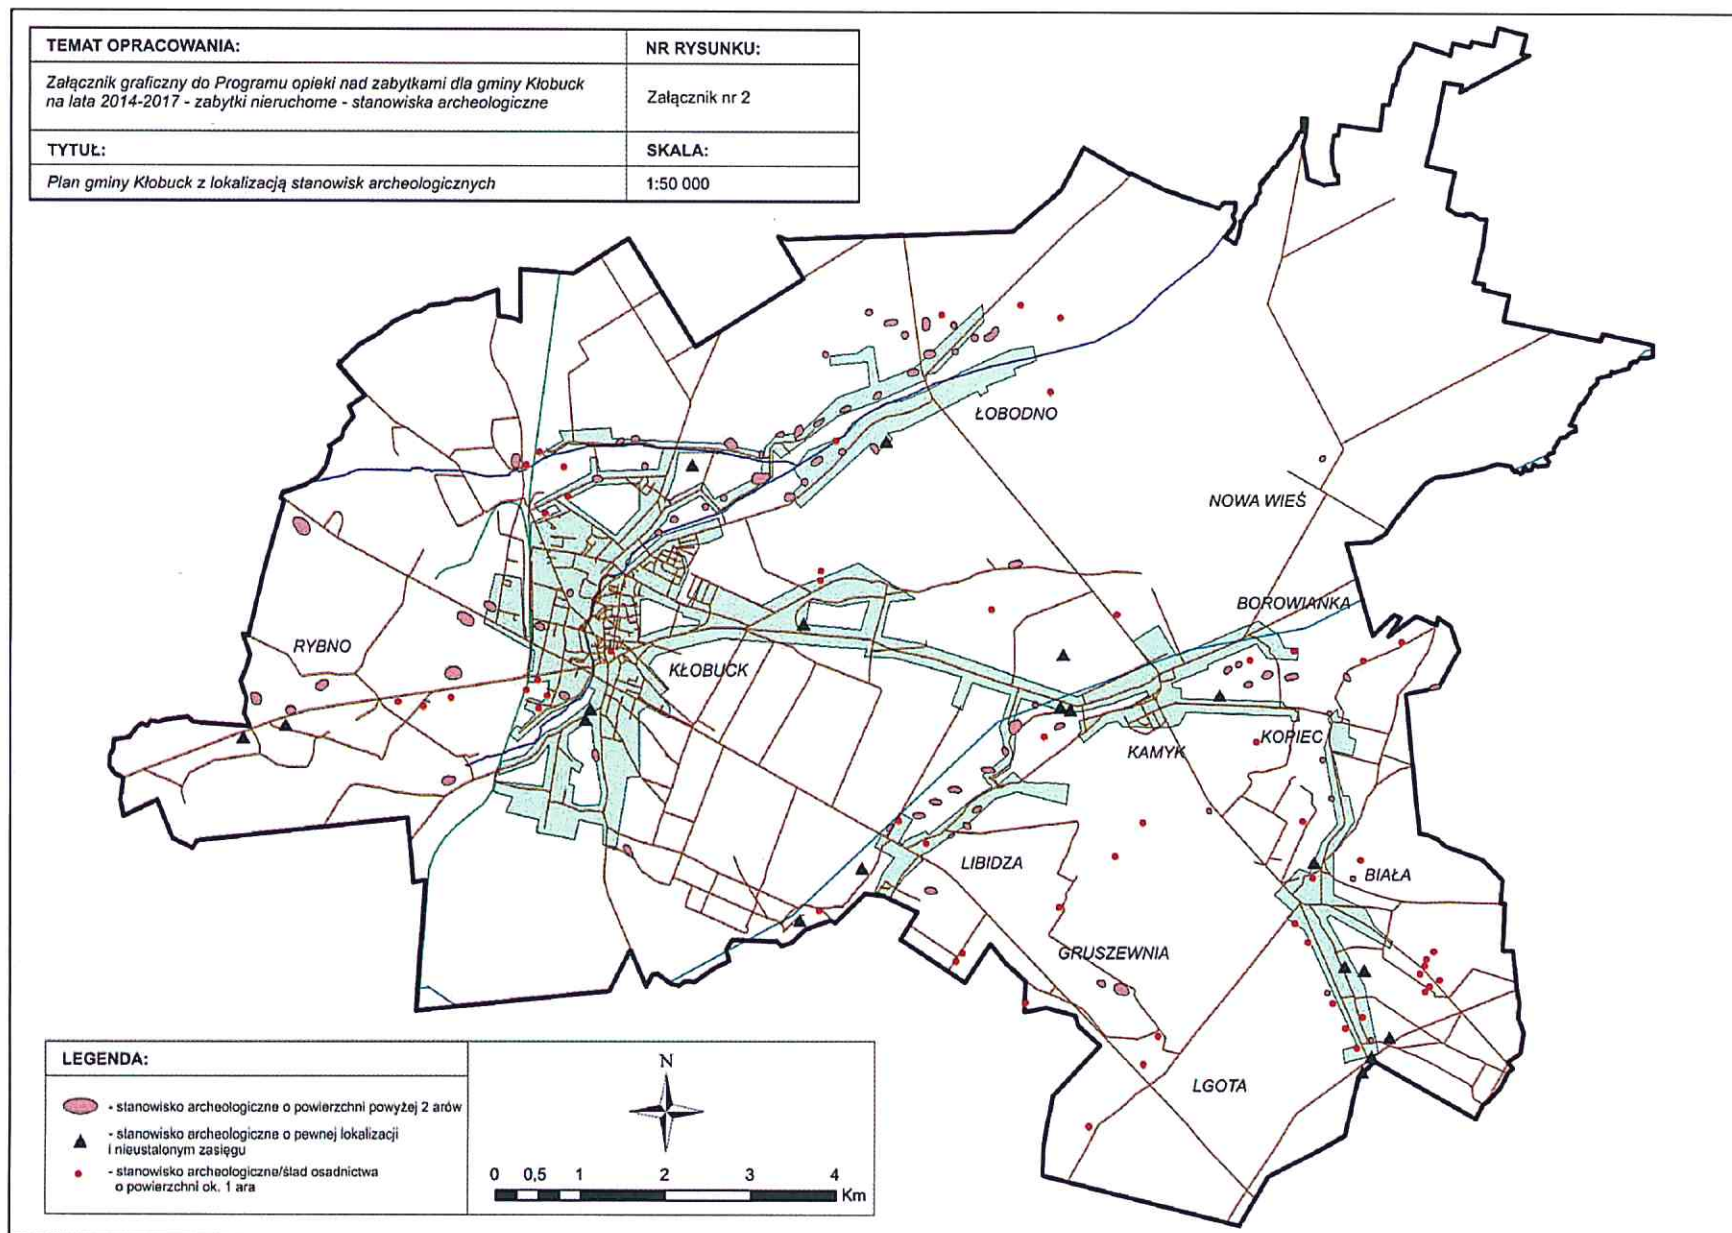 TEMAT OPRACOWANIA:
NR RYSUNKU:
Załącznik graficzny do Programu opieki nad zabytkami dla gminy Kłobuck
na lata 2014-2017 - zabytki nieruchome - stanowiska archeologiczne
Załącznik nr 2
TYTUŁ:
SKALA:
Plan gminy Kłobuck z lokalizacją stanowisk archeologicznych
1:50 000
ŁOBODNO
NOWA WIEŚ
BOROWIANKA
RYBNO
KŁOBUCK
KAMYK
KOPIEC
LIBIDZA
BIAŁA
GRUSZEWNIA
LGOTA
LEGENDA:
- stanowisko archeologiczne o powierzchni powyżej 2 arów
- stanowisko archeologiczne o pewnej lokalizacji
i nieustalonym zasięgu
- stanowisko archeologiczne/ślad osadnictwa
o powierzchni ok. 1 ara
N
0 0,5 1 2 3 4
Km